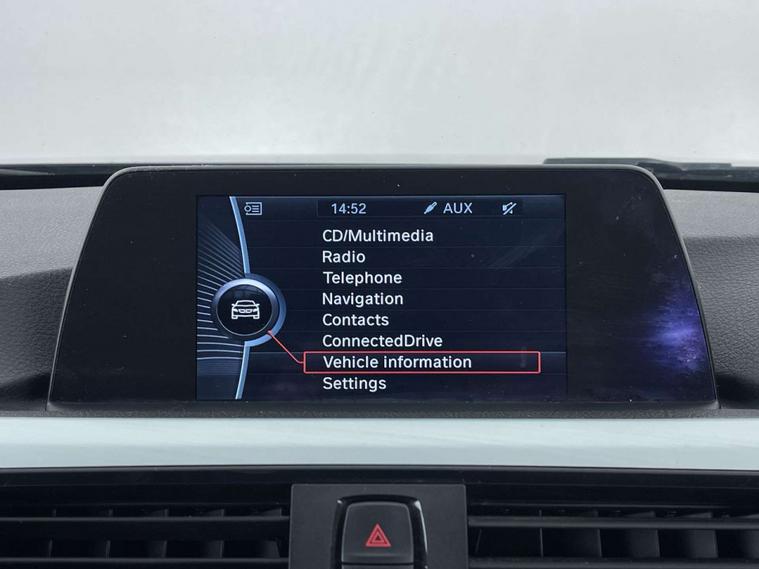 14:52 AUX
CD/Multimedia
Radio
Telephone
Navigation
Contacts
ConnectedDrive
Vehicle information
Settings